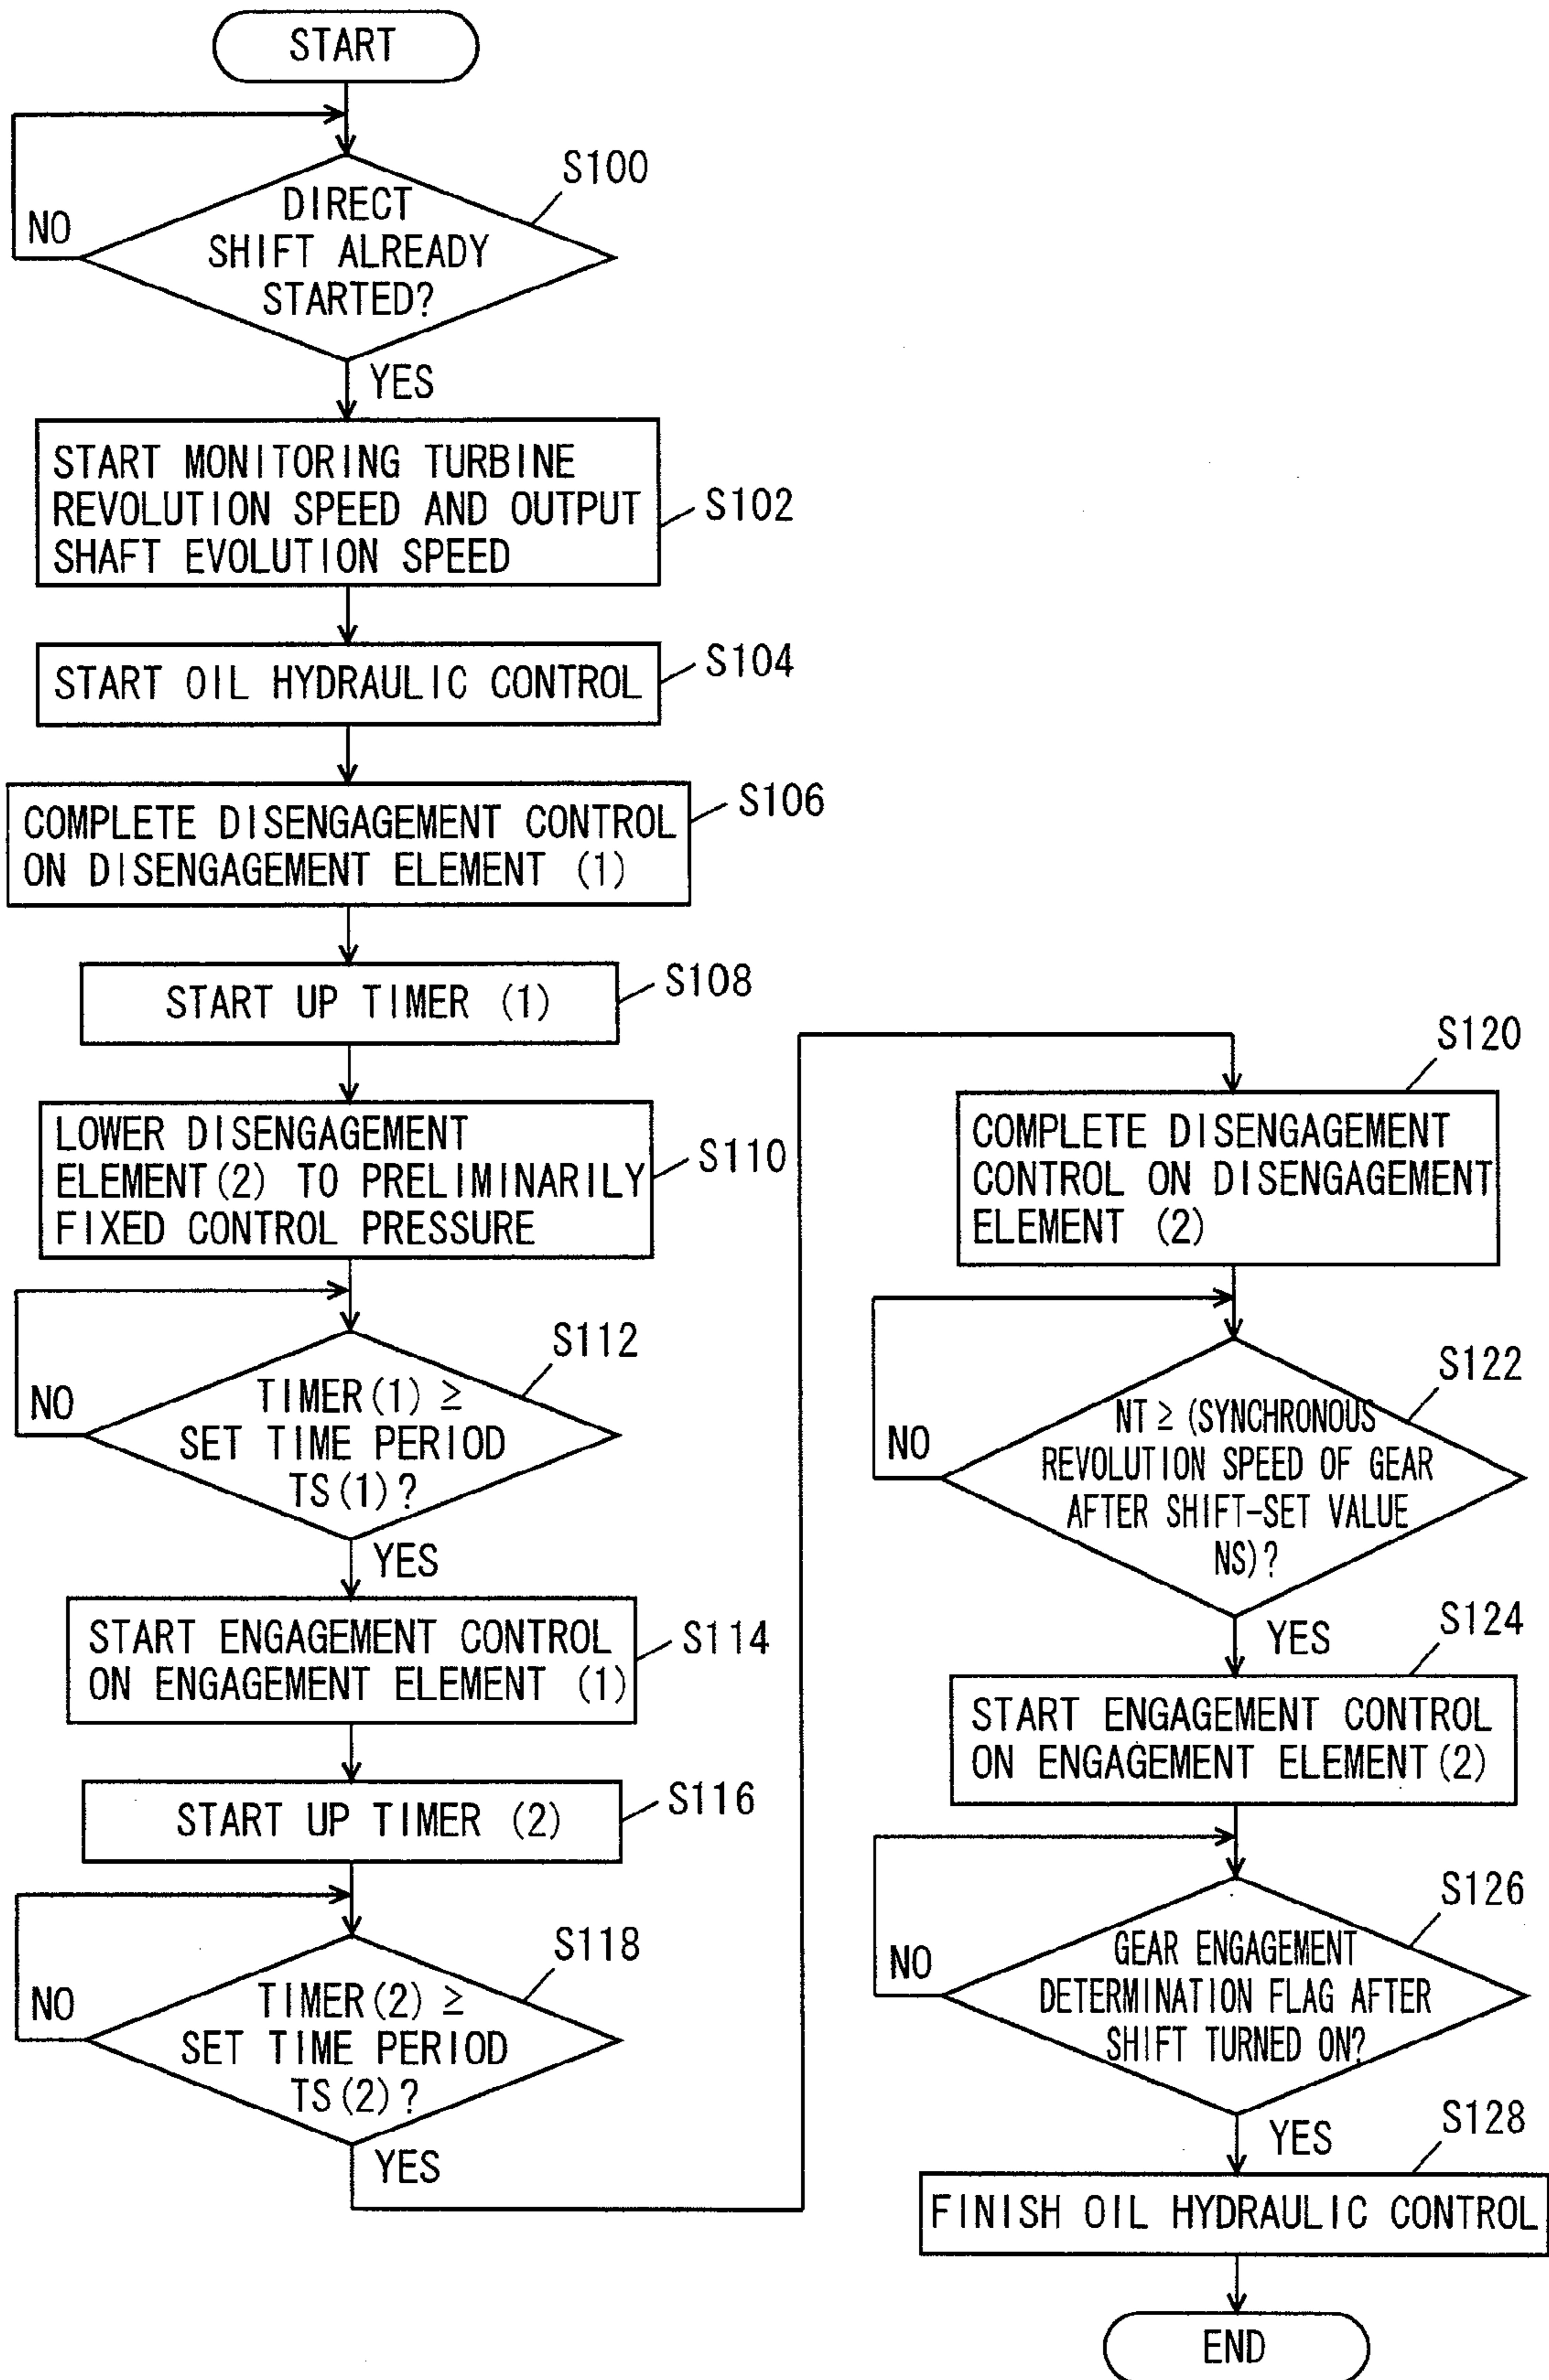 START
S100
DIRECT
SHIFT ALREADY
STARTED?
NO
YES
START MONITORING TURBINE
REVOLUTION SPEED AND OUTPUT
SHAFT EVOLUTION SPEED
S102
START OIL HYDRAULIC CONTROL
S104
COMPLETE DISENGAGEMENT CONTROL
ON DISENGAGEMENT ELEMENT (1)
S106
START UP TIMER (1)
S108
LOWER DISENGAGEMENT
ELEMENT(2) TO PRELIMINARILY
FIXED CONTROL PRESSURE
S110
S112
TIMER(1) ≥
SET TIME PERIOD
TS(1)?
NO
YES
START ENGAGEMENT CONTROL
ON ENGAGEMENT ELEMENT (1)
S114
START UP TIMER (2)
S116
S118
TIMER(2) ≥
SET TIME PERIOD
TS(2)?
NO
YES
S120
COMPLETE DISENGAGEMENT
CONTROL ON DISENGAGEMENT
ELEMENT (2)
S122
NT ≥ (SYNCHRONOUS
REVOLUTION SPEED OF GEAR
AFTER SHIFT-SET VALUE
NS)?
NO
YES
S124
START ENGAGEMENT CONTROL
ON ENGAGEMENT ELEMENT(2)
S126
GEAR ENGAGEMENT
DETERMINATION FLAG AFTER
SHIFT TURNED ON?
NO
YES
S128
FINISH OIL HYDRAULIC CONTROL
END